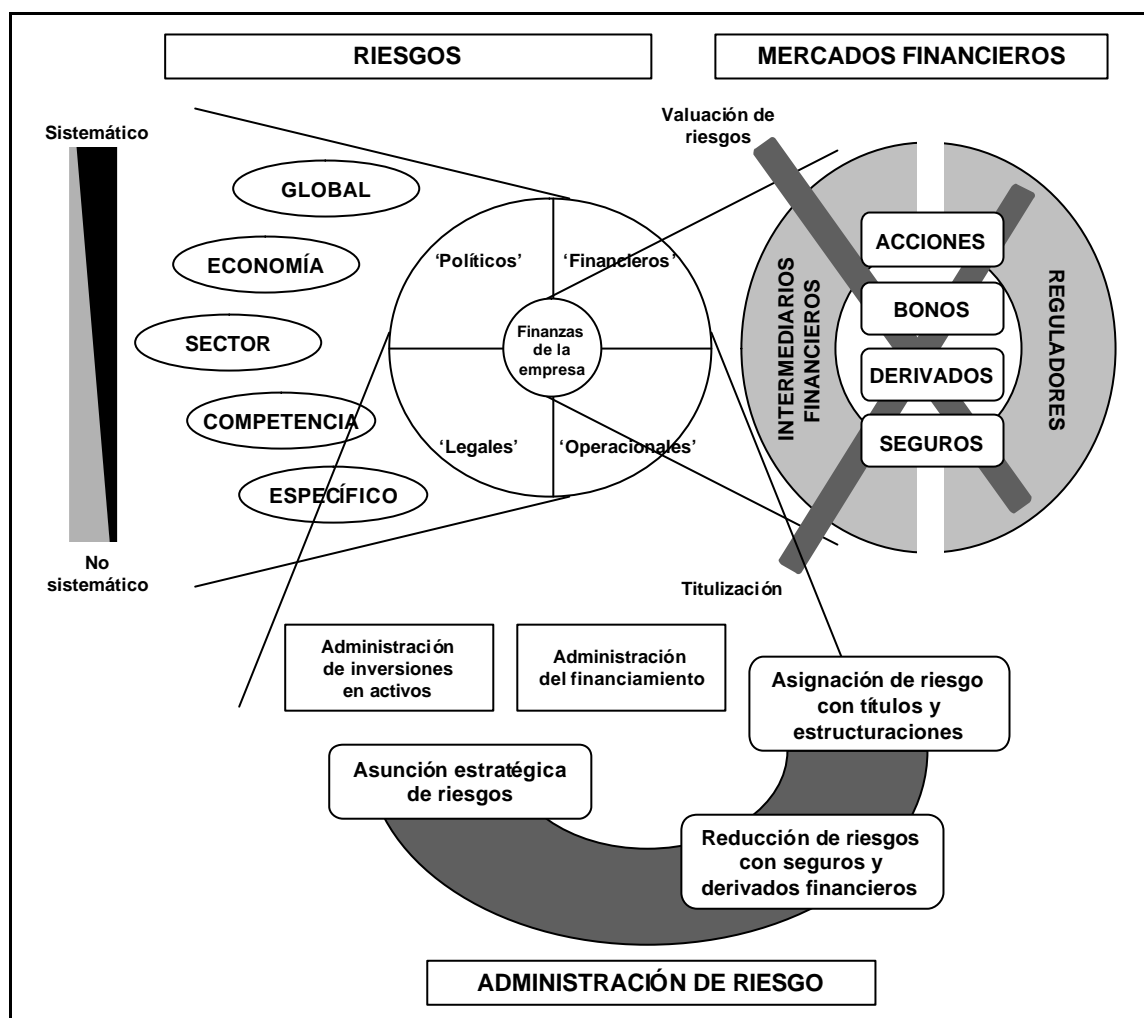 RIESGOS
MERCADOS FINANCIEROS
Sistemático
No
sistemático
GLOBAL
ECONOMÍA
SECTOR
COMPETENCIA
ESPECÍFICO
‘Políticos’
‘Financieros’
Finanzas
de la
empresa
‘Legales’
‘Operacionales’
Valuación de
riesgos
INTERMEDIARIOS
FINANCIEROS
ACCIONES
BONOS
DERIVADOS
SEGUROS
REGULADORES
Titulización
Administración
de inversiones
en activos
Administración
del financiamiento
Asignación de riesgo
con títulos y
estructuraciones
Asunción estratégica
de riesgos
Reducción de riesgos
con seguros y
derivados financieros
ADMINISTRACIÓN DE RIESGO